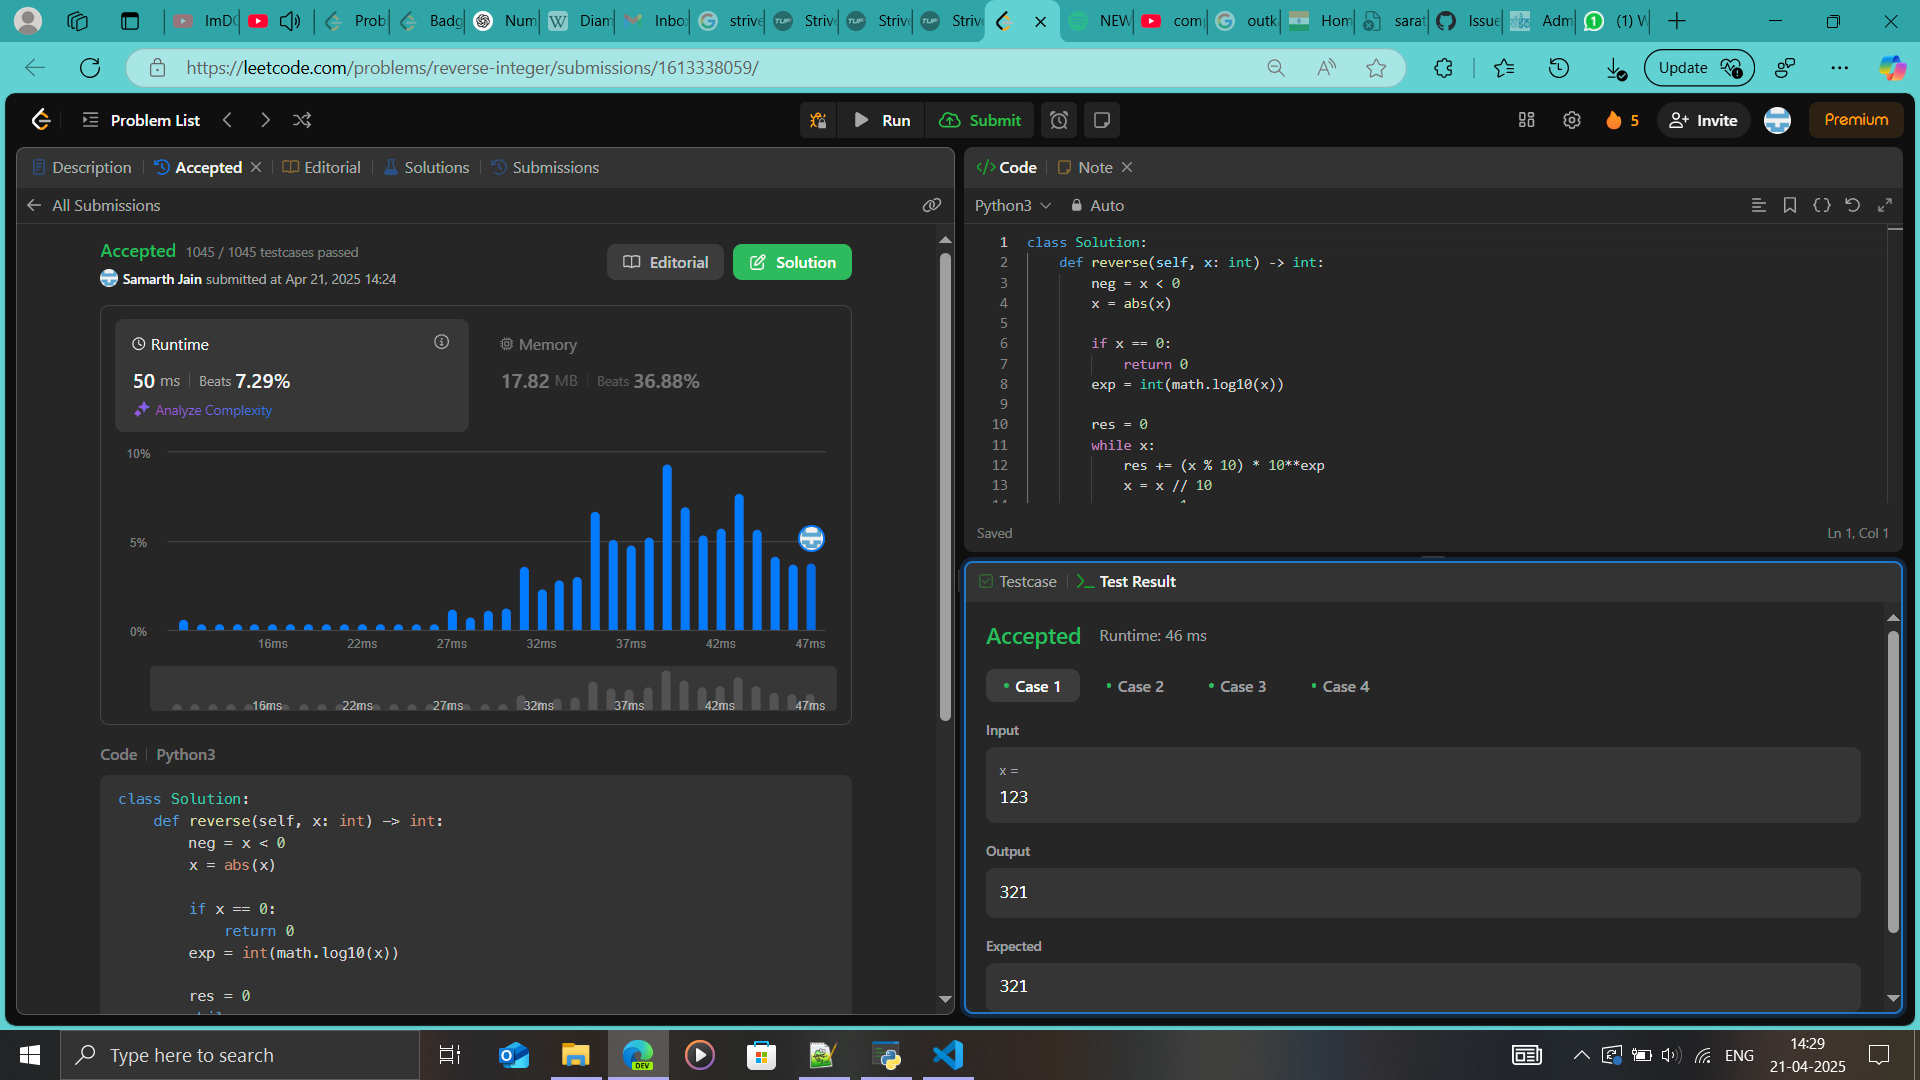 ImDC
Prob
Badg
Num
Diam
Inbo
strive
Strive
Strive
Strive
NEW
comp
outka
Hom
sarat
Issue
Adm
(1) W
https://leetcode.com/problems/reverse-integer/submissions/1613338059/
Update
Problem List
Run
Submit
5
Invite
Premium
Description
Accepted
Editorial
Solutions
Submissions
All Submissions
Accepted 1045 / 1045 testcases passed
Samarth Jain submitted at Apr 21, 2025 14:24
Editorial
Solution
Runtime
50 ms Beats 7.29%
Analyze Complexity
Memory
17.82 MB Beats 36.88%
10%
5%
0%
16ms 22ms 27ms 32ms 37ms 42ms 47ms
16ms 22ms 27ms 32ms 37ms 42ms 47ms
Code Python3
class Solution:
def reverse(self, x: int) -> int:
neg = x < 0
x = abs(x)
if x == 0:
return 0
exp = int(math.log10(x))
res = 0
</> Code
Note
Python3
Auto
1 class Solution:
2 def reverse(self, x: int) -> int:
3 neg = x < 0
4 x = abs(x)
5
6 if x == 0:
7 return 0
8 exp = int(math.log10(x))
9
10 res = 0
11 while x:
12 res += (x % 10) * 10**exp
13 x = x // 10
Saved
Ln 1, Col 1
Testcase
Test Result
Accepted Runtime: 46 ms
Case 1
Case 2
Case 3
Case 4
Input
x =
123
Output
321
Expected
321
Type here to search
DEV
ENG
14:29
21-04-2025